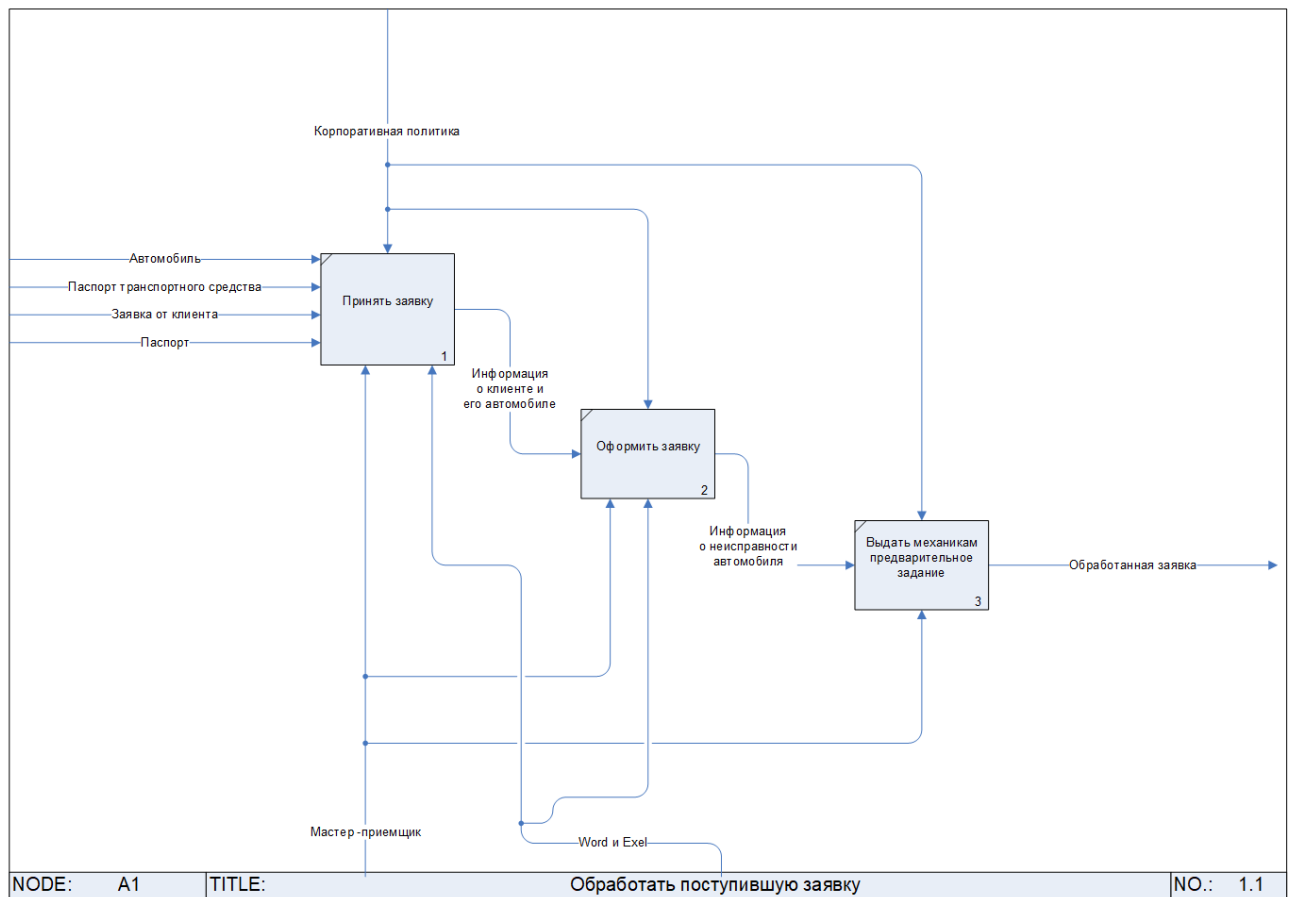 Корпоративная политика
Автомобиль
Паспорт транспортного средства
Заявка от клиента
Паспорт
Принять заявку
1
Информация
о клиенте и
его автомобиле
Оформить заявку
2
Информация
о неисправности
автомобиля
Выдать механикам
предварительное
задание
3
Обработанная заявка
Мастер-приемщик
Word и Exel
NODE: A1 TITLE: Обработать поступившую заявку NO.: 1.1